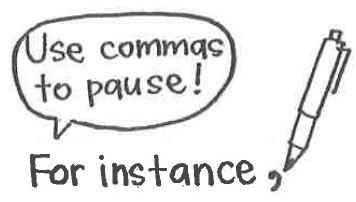 Use commas
to pause!
For instance,